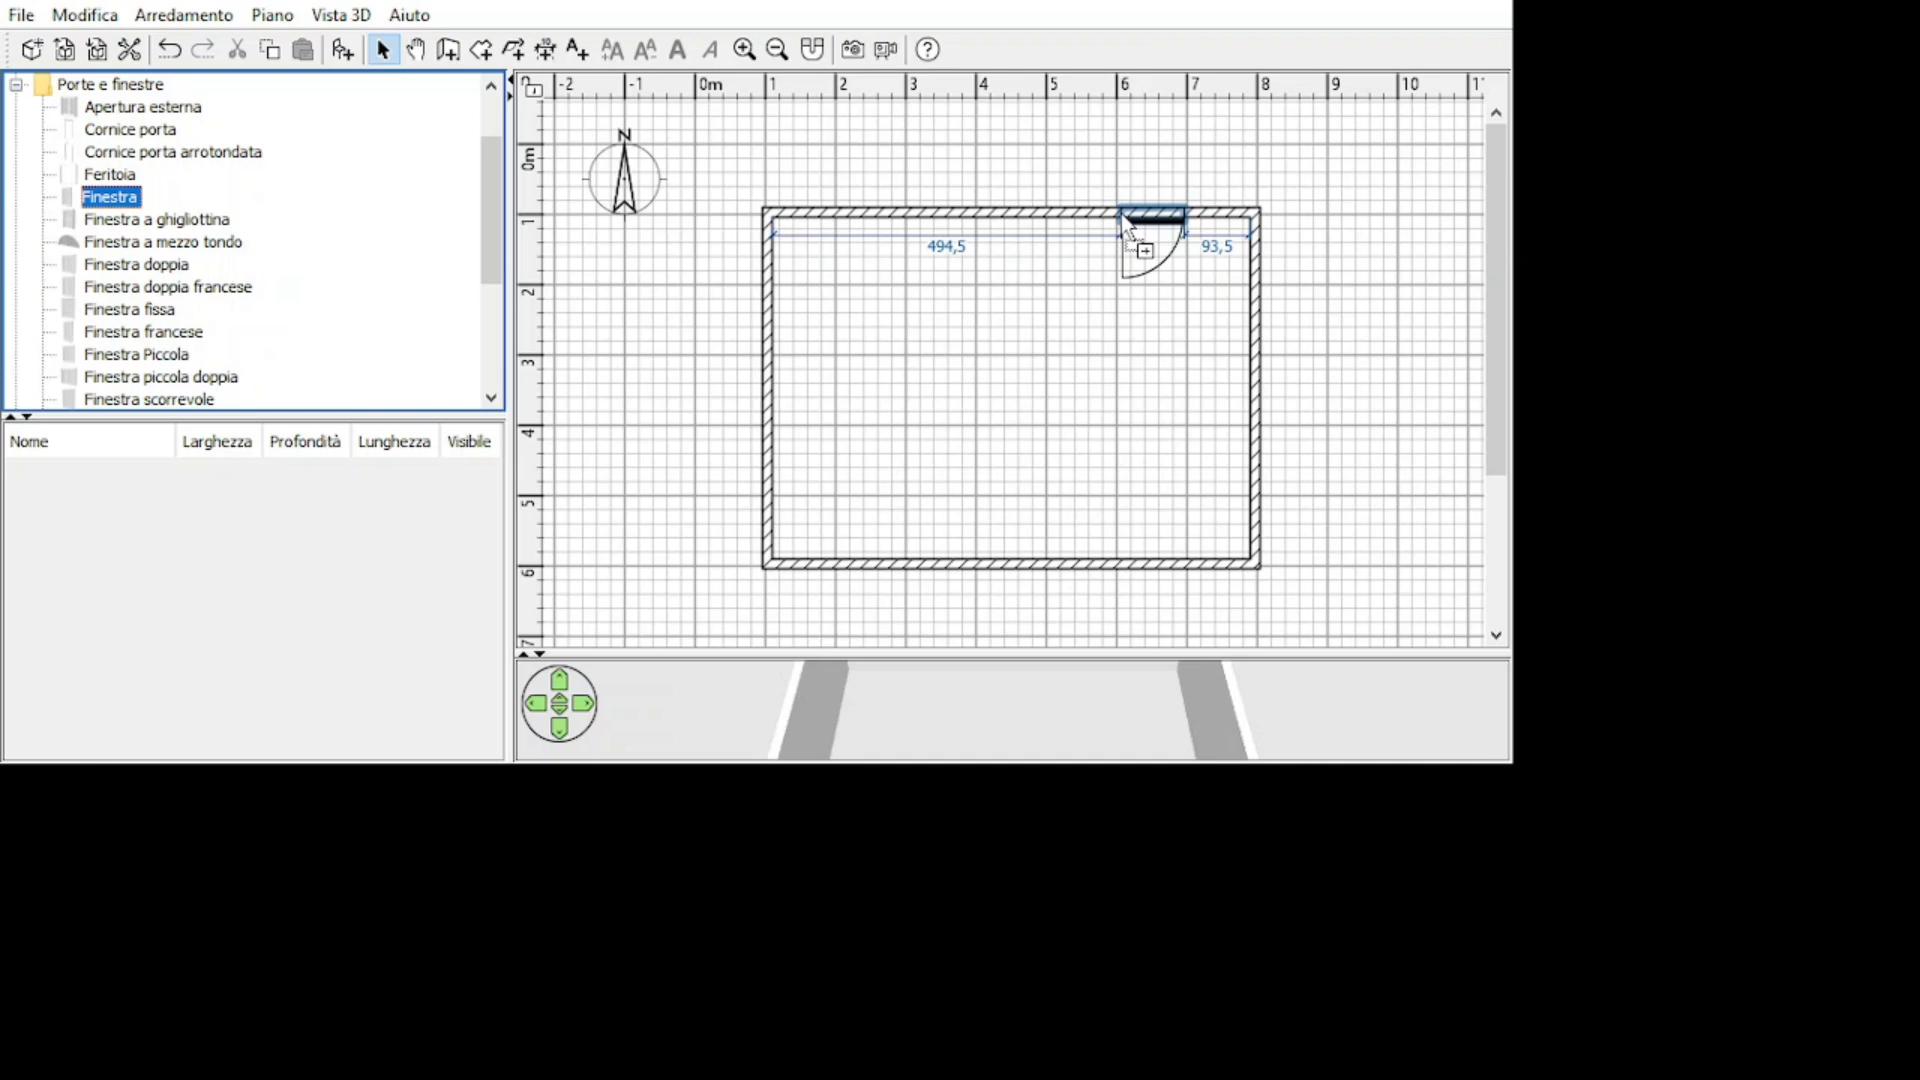 File Modifica Arredamento Piano Vista 3D Aiuto
Porte e finestre
Apertura esterna
Cornice porta
Cornice porta arrotondata
Feritoia
Finestra
Finestra a ghigliottina
Finestra a mezzo tondo
Finestra doppia
Finestra doppia francese
Finestra fissa
Finestra francese
Finestra Piccola
Finestra piccola doppia
Finestra scorrevole
Nome Larghezza Profondità Lunghezza Visibile
-2 -1 0m 1 2 3 4 5 6 7 8 9 10
0m
1
2
3
4
5
6
7
N
494,5 93,5